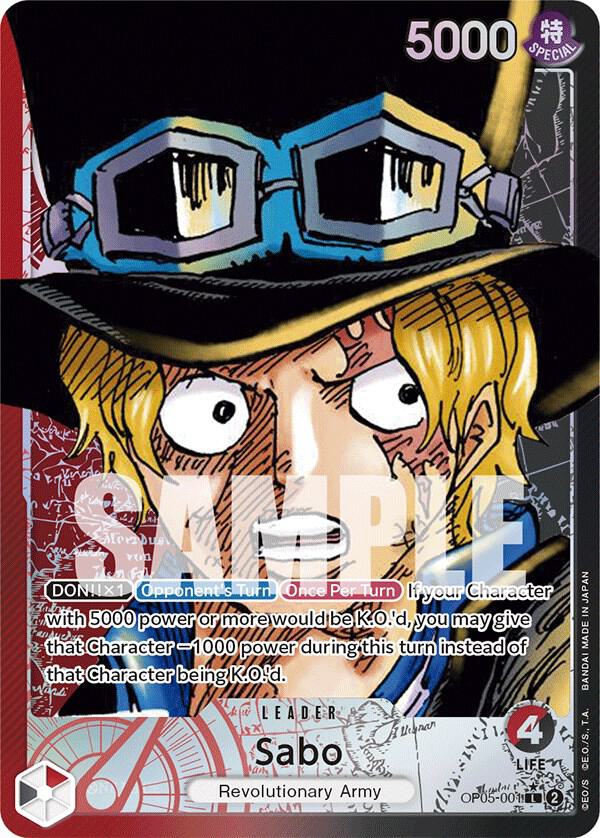 5000
特
SPECIAL
SAMPLE
DON!!×1 Opponent's Turn Once Per Turn If your Character
with 5000 power or more would be K.O.'d, you may give
that Character −1000 power during this turn instead of
that Character being K.O.'d.
LEADER
Sabo
Revolutionary Army
4
LIFE
OP05-001 L 2
©E.O./S ©E.O./S., T.A. BANDAI MADE IN JAPAN